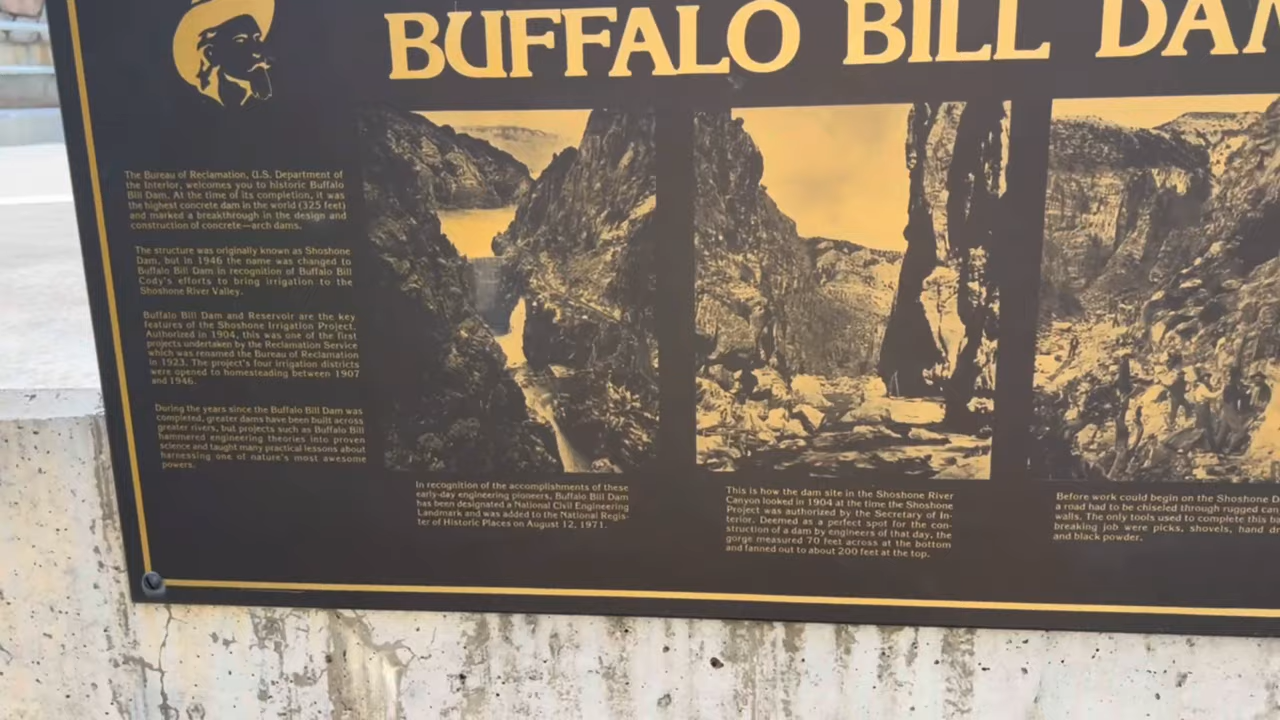 BUFFALO BILL DAM
The Bureau of Reclamation, U.S. Department of
the Interior, welcomes you to historic Buffalo
Bill Dam. At the time of its completion, it was
the highest concrete dam in the world (325 feet)
and marked a breakthrough in the design and
construction of concrete—arch dams.
The structure was originally known as Shoshone
Dam, but in 1946 the name was changed to
Buffalo Bill Dam in recognition of Buffalo Bill
Cody's efforts to bring irrigation to the
Shoshone River Valley.
Buffalo Bill Dam and Reservoir are the key
features of the Shoshone Irrigation Project.
Authorized in 1904, this was one of the first
projects undertaken by the Reclamation Service
which was renamed the Bureau of Reclamation
in 1923. The project's four irrigation districts
were opened to homesteading between 1907
and 1946.
During the years since the Buffalo Bill Dam was
completed, greater dams have been built across
greater rivers, but projects such as Buffalo Bill
hammered engineering theories into proven
science and taught many practical lessons about
harnessing one of nature's most awesome
powers.
In recognition of the accomplishments of these
early-day engineering pioneers, Buffalo Bill Dam
has been designated a National Civil Engineering
Landmark and was added to the National Regis-
ter of Historic Places on August 12, 1971.
This is how the dam site in the Shoshone River
Canyon looked in 1904 at the time the Shoshone
Project was authorized by the Secretary of In-
terior. Deemed as a perfect spot for the con-
struction of a dam by engineers of that day, the
gorge measured 70 feet across at the bottom
and fanned out to about 200 feet at the top.
Before work could begin on the Shoshone D
a road had to be chiseled through rugged can
walls. The only tools used to complete this b
breaking job were picks, shovels, hand dr
and black powder.